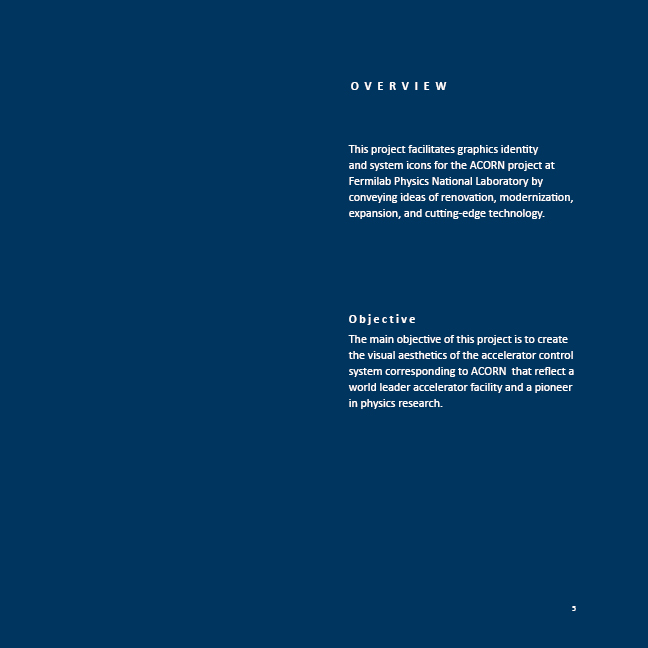 OVERVIEW
This project facilitates graphics identity
and system icons for the ACORN project at
Fermilab Physics National Laboratory by
conveying ideas of renovation, modernization,
expansion, and cutting-edge technology.
Objective
The main objective of this project is to create
the visual aesthetics of the accelerator control
system corresponding to ACORN  that reflect a
world leader accelerator facility and a pioneer
in physics research.
5